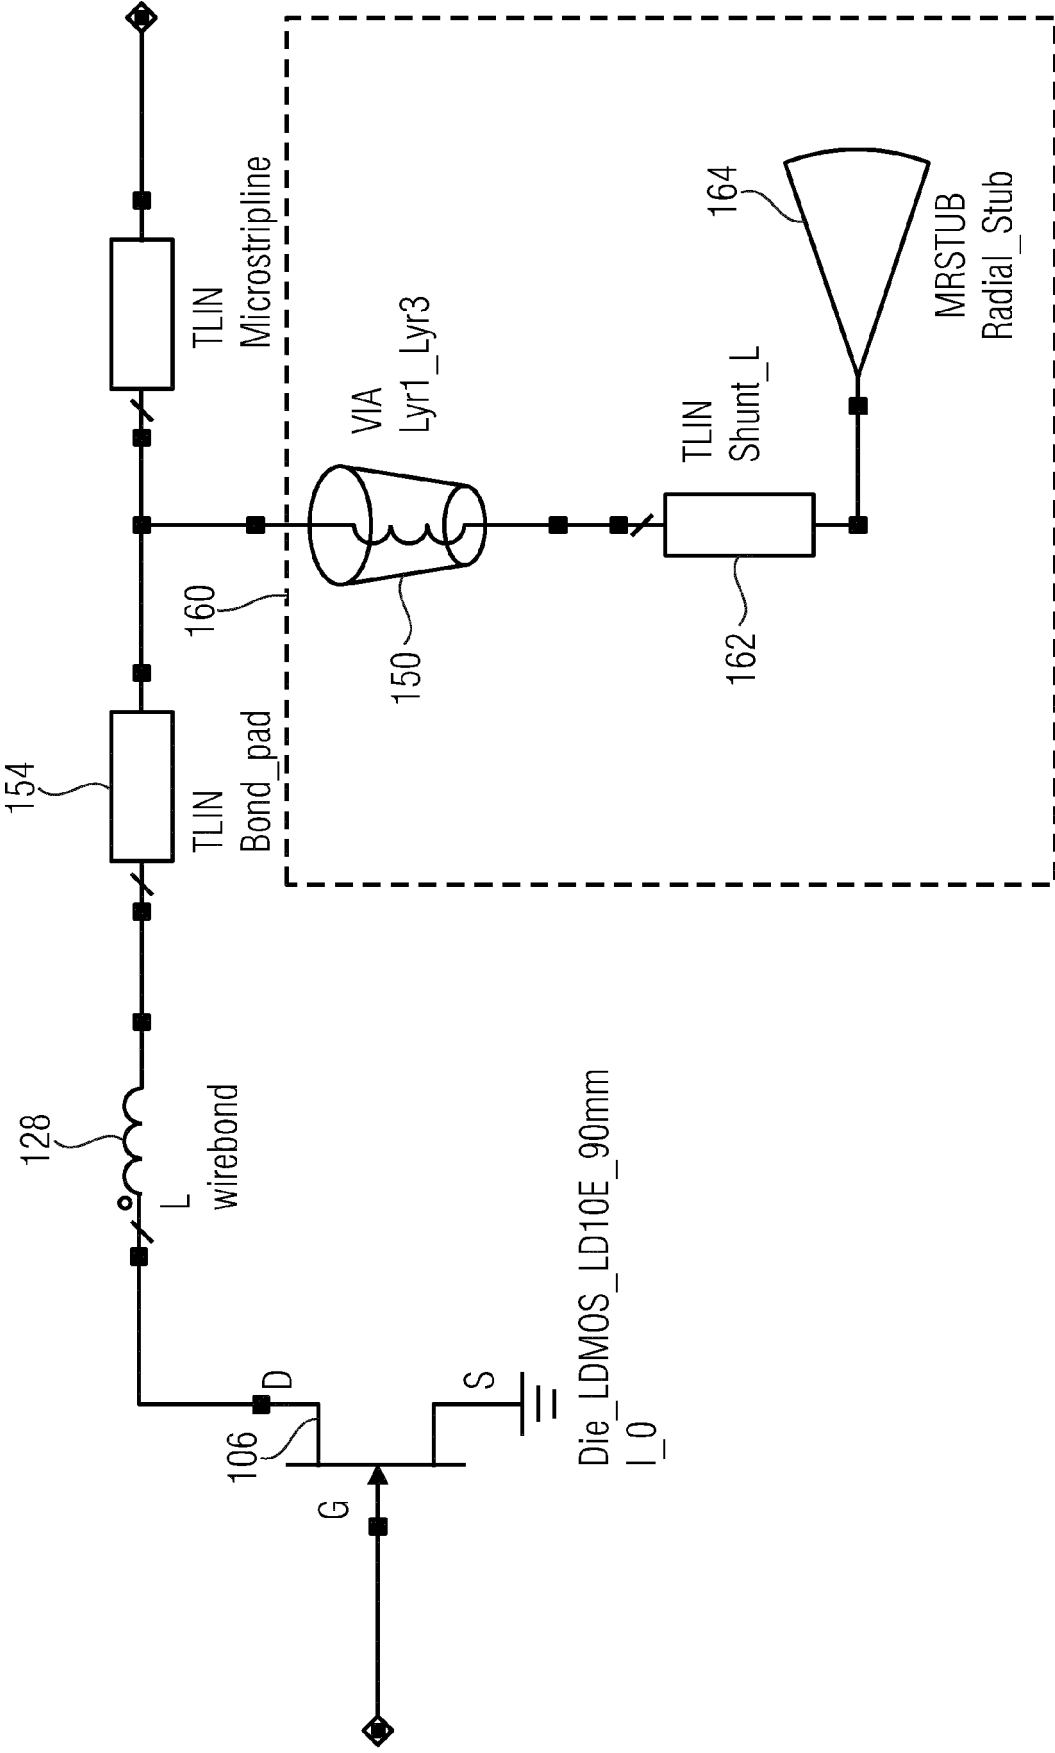 106
G
D
S
Die_LDMOS_LD10E_90mm
I_0
128
L
wirebond
154
TLIN
Bond_pad
160
TLIN
Microstripline
150
VIA
Lyr1_Lyr3
162
TLIN
Shunt_L
164
MRSTUB
Radial_Stub